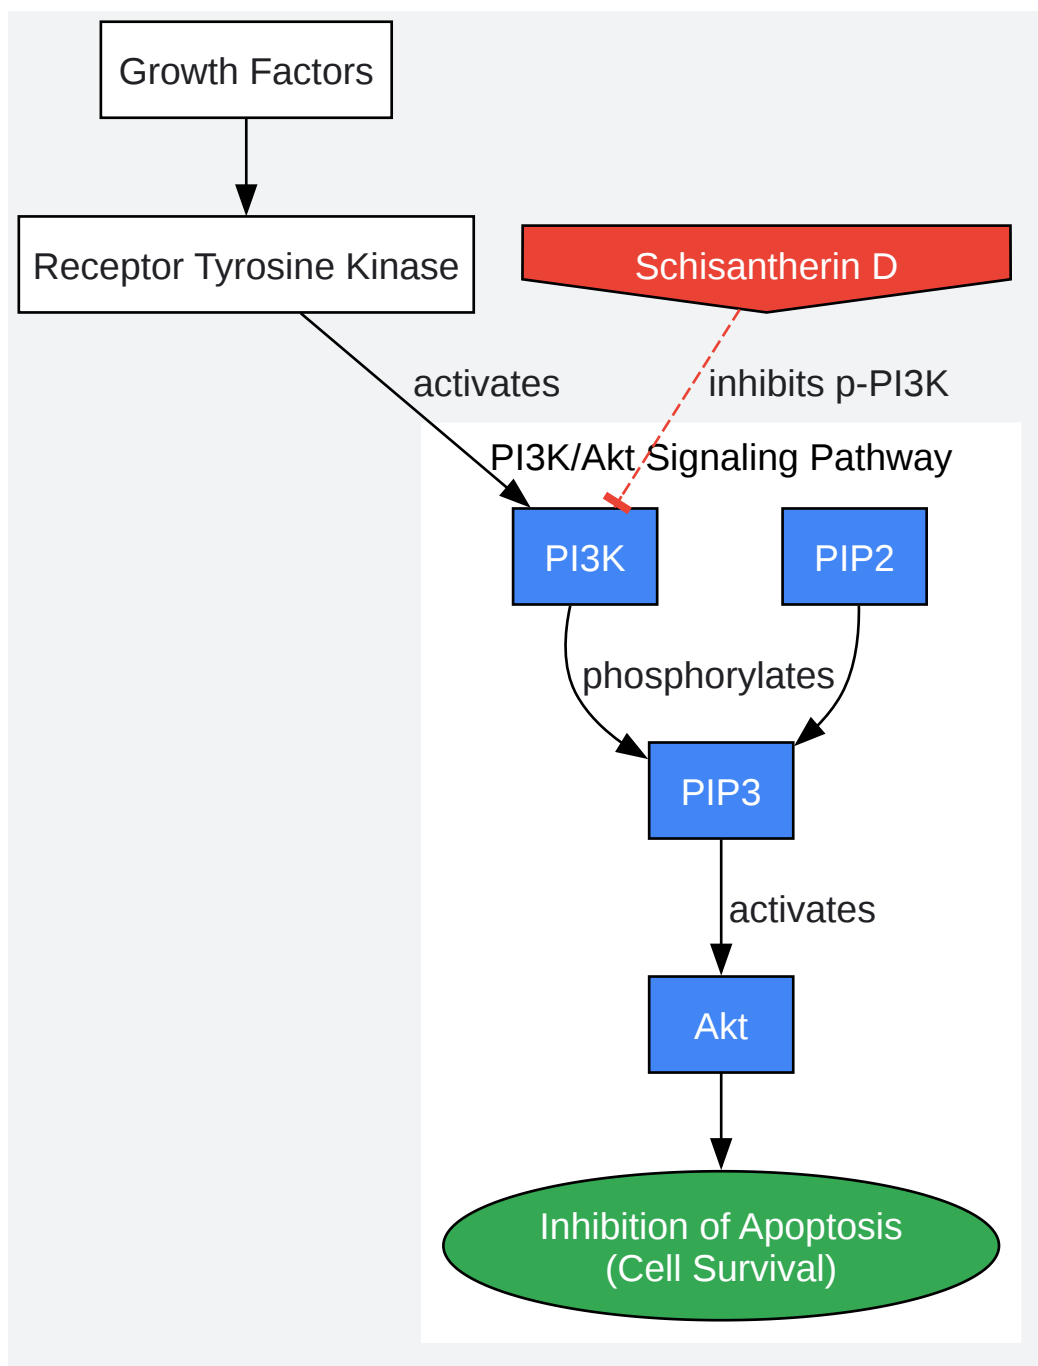 Growth Factors
Receptor Tyrosine Kinase
Schisantherin D
activates
inhibits p-PI3K
PI3K/Akt Signaling Pathway
PI3K
PIP2
phosphorylates
PIP3
activates
Akt
Inhibition of Apoptosis
(Cell Survival)